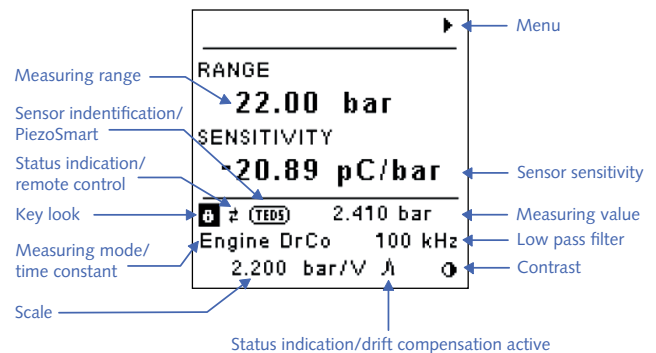 Menu
RANGE
Measuring range
22.00 bar
Sensor indentification/
PiezoSmart
SENSITIVITY
-20.89 pC/bar
Sensor sensitivity
Status indication/
remote control
Key look
TEDS 2.410 bar
Measuring value
Measuring mode/
time constant
Engine DrCo 100 kHz
Low pass filter
2.200 bar/V
Contrast
Scale
Status indication/drift compensation active